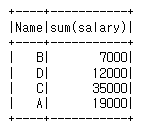 +----+-----------+
|Name|sum(salary)|
+----+-----------+
|   B|       7000|
|   D|      12000|
|   C|      35000|
|   A|      19000|
+----+-----------+